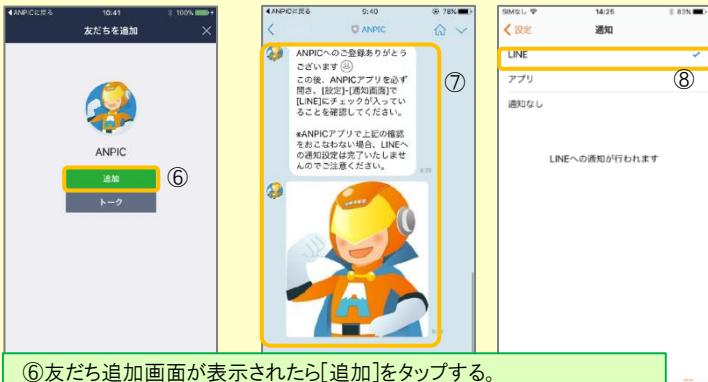 ◀ANPICに戻る 10:41 100%
友だちを追加 ×
ANPIC
追加
⑥
トーク
◀ANPICに戻る 9:40 78%
ANPIC
ANPICへのご登録ありがとう
ございます
この後、ANPICアプリを必ず
開き、[設定]-[通知画面]で
[LINE]にチェックが入ってい
ることを確認してください。
※ANPICアプリで上記の確認
をおこなわない場合、LINEへ
の通知設定は完了いたしませ
んのでご注意ください。
⑦
SIMなし 14:26 83%
設定 通知
LINE
⑧
アプリ
通知なし
LINEへの通知が行われます
⑥友だち追加画面が表示されたら[追加]をタップする。